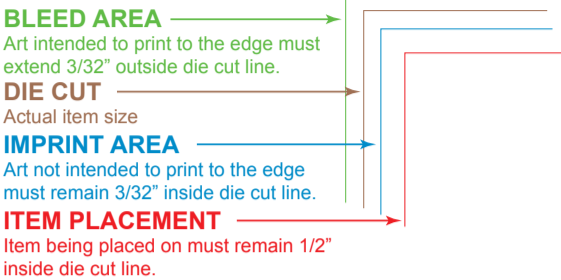 BLEED AREA
Art intended to print to the edge must
extend 3/32” outside die cut line.
DIE CUT
Actual item size
IMPRINT AREA
Art not intended to print to the edge
must remain 3/32” inside die cut line.
ITEM PLACEMENT
Item being placed on must remain 1/2”
inside die cut line.